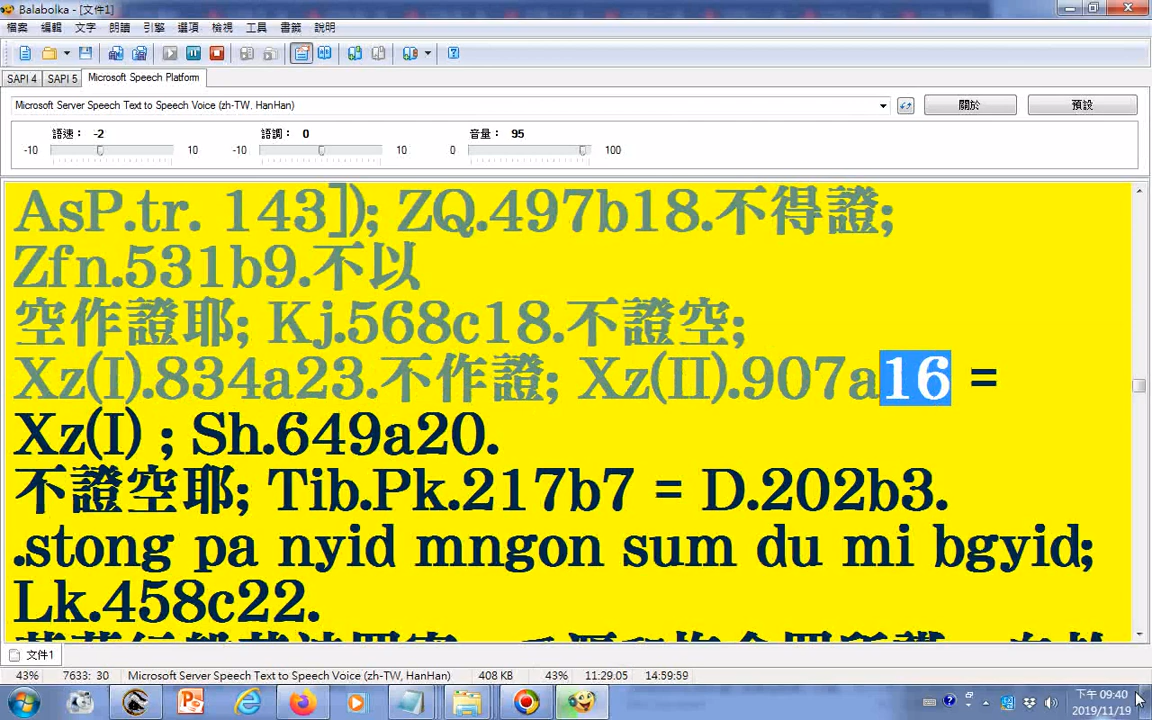 Balabolka - [文件1]
檔案 編輯 文字 朗讀 引擎 選項 檢視 工具 書籤 說明
SAPI 4 SAPI 5 Microsoft Speech Platform
Microsoft Server Speech Text to Speech Voice (zh-TW, HanHan) 關於 預設
語速： -2 語調： 0 音量： 95
-10 10 -10 10 0 100
AsP.tr. 143]); ZQ.497b18.不得證;
Zfn.531b9.不以
空作證耶; Kj.568c18.不證空;
Xz(I).834a23.不作證; Xz(II).907a16 =
Xz(I) ; Sh.649a20.
不證空耶; Tib.Pk.217b7 = D.202b3.
.stong pa nyid mngon sum du mi bgyid;
Lk.458c22.
文件1
43% 7633: 30 Microsoft Server Speech Text to Speech Voice (zh-TW, HanHan) 408 KB 43% 11:29:05 14:59:59
下午 09:40
2019/11/19